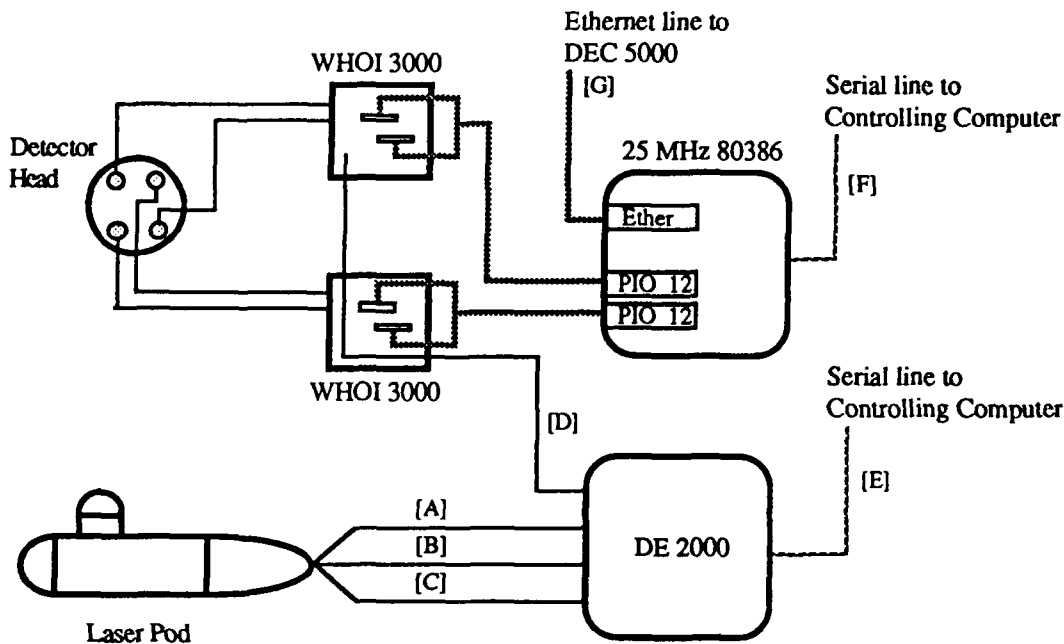 Ethernet line to
DEC 5000
WHOI 3000
[G]
Serial line to
Controlling Computer
Detector
Head
25 MHz 80386
[F]
Ether
PIO 12
PIO 12
WHOI 3000
Serial line to
Controlling Computer
[D]
[E]
[A]
[B]
DE 2000
[C]
Laser Pod